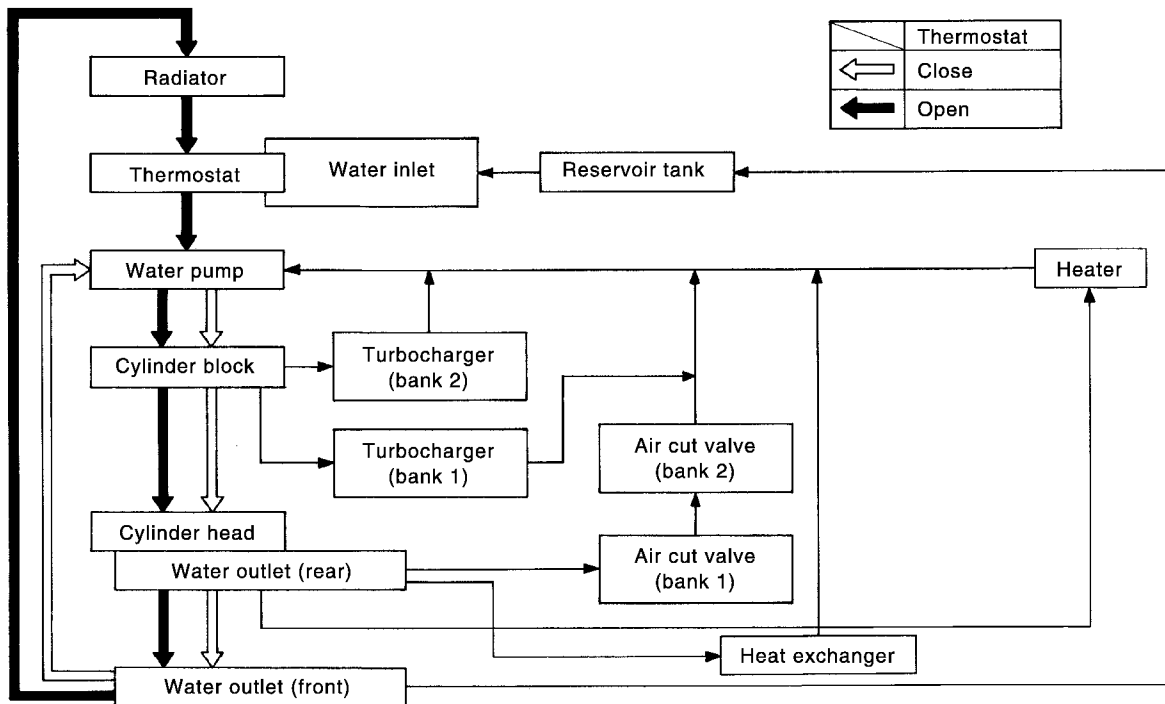 Thermostat
Close
Open
Radiator
Thermostat
Water inlet
Reservoir tank
Water pump
Heater
Cylinder block
Turbocharger
(bank 2)
Turbocharger
(bank 1)
Air cut valve
(bank 2)
Cylinder head
Water outlet (rear)
Air cut valve
(bank 1)
Heat exchanger
Water outlet (front)